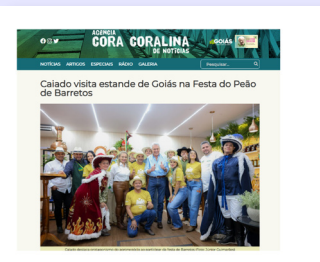 AGÊNCIA
CORA CORALINA
DE NOTÍCIAS
GOIÁS
NOTÍCIAS ARTIGOS ESPECIAIS RÁDIO GALERIA
Pesquisar...
Caiado visita estande de Goiás na Festa do Peão
de Barretos